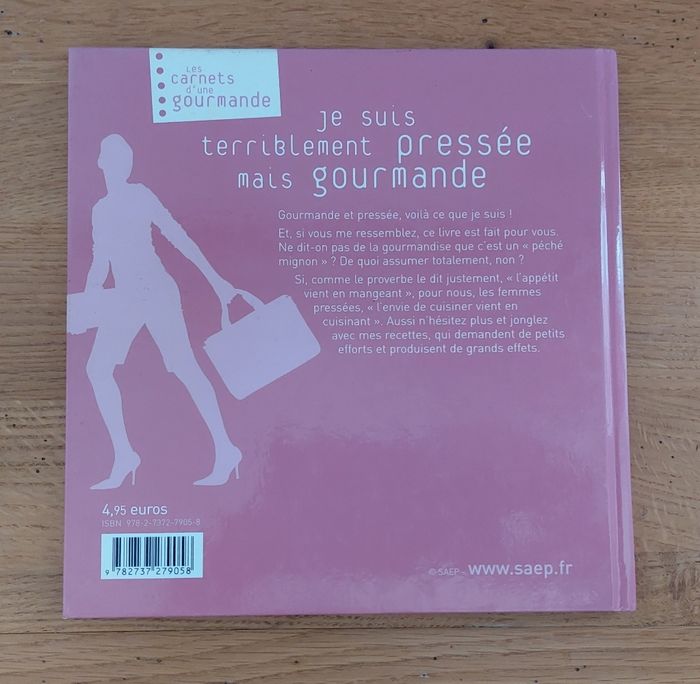 Les
carnets
d'une
gourmande
je suis
terriblement pressée
mais gourmande
Gourmande et pressée, voilà ce que je suis !
Et, si vous me ressemblez, ce livre est fait pour vous.
Ne dit-on pas de la gourmandise que c'est un « péché
mignon » ? De quoi assumer totalement, non ?
Si, comme le proverbe le dit justement, « l'appétit
vient en mangeant », pour nous, les femmes
pressées, « l'envie de cuisiner vient en
cuisinant ». Aussi n'hésitez plus et jonglez
avec mes recettes, qui demandent de petits
efforts et produisent de grands effets.
4,95 euros
ISBN 978-2-7372-7905-8
9 782737 279058
© SAEP - www.saep.fr